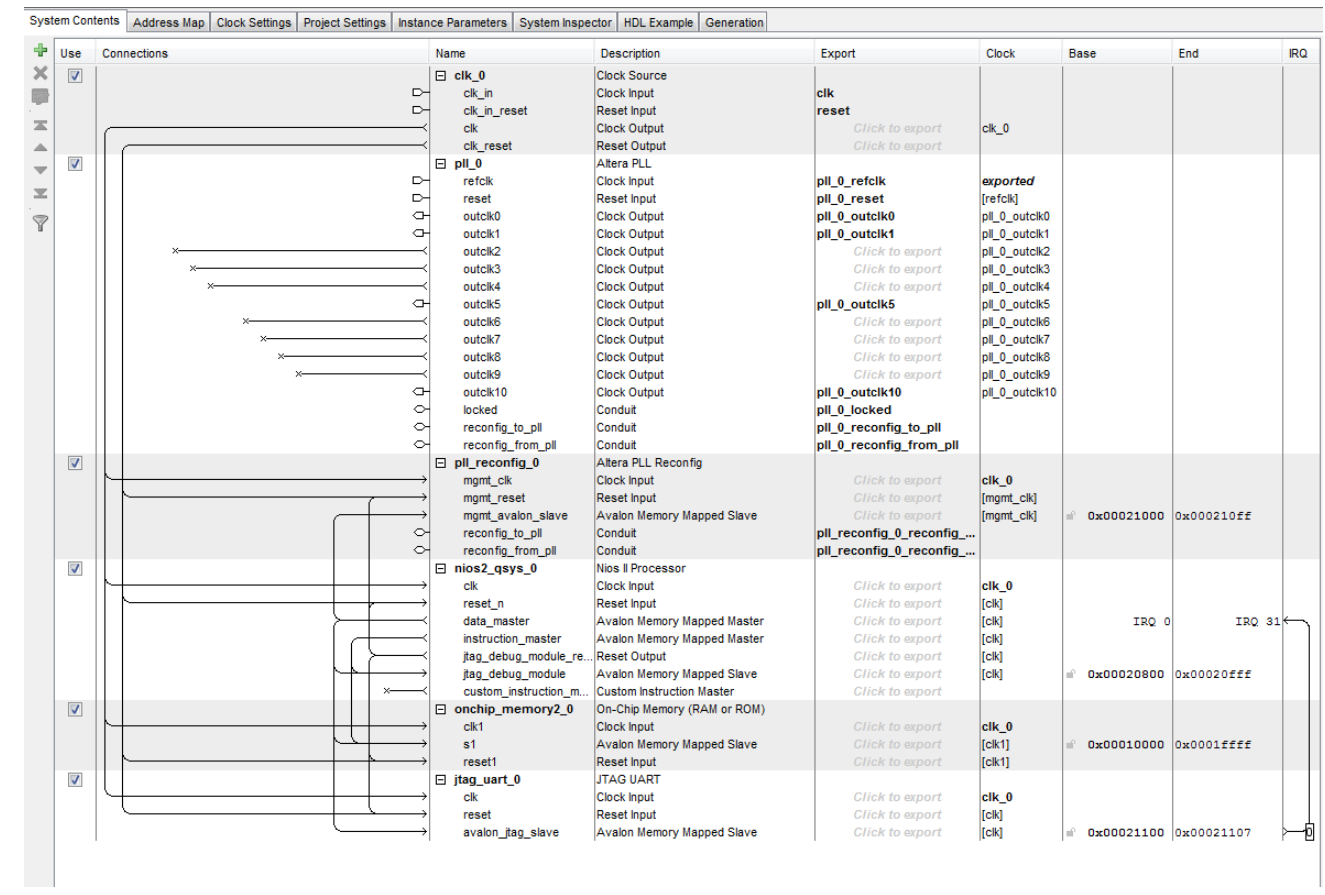 System Contents Address Map Clock Settings Project Settings Instance Parameters System Inspector HDL Example Generation
Use Connections Name Description Export Clock Base End IRQ
clk_0 Clock Source
clk_in Clock Input clk
clk_in_reset Reset Input reset
clk Clock Output Click to export clk_0
clk_reset Reset Output Click to export
pll_0 Altera PLL
refclk Clock Input pll_0_refclk exported
reset Reset Input pll_0_reset [refclk]
outclk0 Clock Output pll_0_outclk0 pll_0_outclk0
outclk1 Clock Output pll_0_outclk1 pll_0_outclk1
outclk2 Clock Output Click to export pll_0_outclk2
outclk3 Clock Output Click to export pll_0_outclk3
outclk4 Clock Output Click to export pll_0_outclk4
outclk5 Clock Output pll_0_outclk5 pll_0_outclk5
outclk6 Clock Output Click to export pll_0_outclk6
outclk7 Clock Output Click to export pll_0_outclk7
outclk8 Clock Output Click to export pll_0_outclk8
outclk9 Clock Output Click to export pll_0_outclk9
outclk10 Clock Output pll_0_outclk10 pll_0_outclk10
locked Conduit pll_0_locked
reconfig_to_pll Conduit pll_0_reconfig_to_pll
reconfig_from_pll Conduit pll_0_reconfig_from_pll
pll_reconfig_0 Altera PLL Reconfig
mgmt_clk Clock Input Click to export clk_0
mgmt_reset Reset Input Click to export [mgmt_clk]
mgmt_avalon_slave Avalon Memory Mapped Slave Click to export [mgmt_clk] 0x00021000 0x000210ff
reconfig_to_pll Conduit pll_reconfig_0_reconfig_...
reconfig_from_pll Conduit pll_reconfig_0_reconfig_...
nios2_qsys_0 Nios II Processor
clk Clock Input Click to export clk_0
reset_n Reset Input Click to export [clk]
data_master Avalon Memory Mapped Master Click to export [clk] IRQ 0 IRQ 31
instruction_master Avalon Memory Mapped Master Click to export [clk]
jtag_debug_module_re... Reset Output Click to export [clk]
jtag_debug_module Avalon Memory Mapped Slave Click to export [clk] 0x00020800 0x00020fff
custom_instruction_m... Custom Instruction Master Click to export
onchip_memory2_0 On-Chip Memory (RAM or ROM)
clk1 Clock Input Click to export clk_0
s1 Avalon Memory Mapped Slave Click to export [clk1] 0x00010000 0x0001ffff
reset1 Reset Input Click to export [clk1]
jtag_uart_0 JTAG UART
clk Clock Input Click to export clk_0
reset Reset Input Click to export [clk]
avalon_jtag_slave Avalon Memory Mapped Slave Click to export [clk] 0x00021100 0x00021107 0